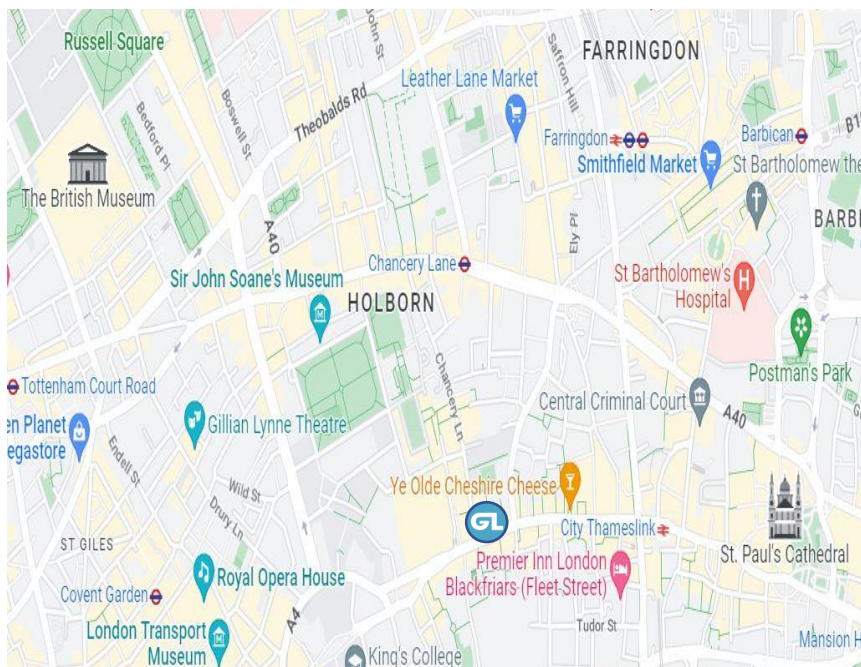 Russell Square
John St
Saffron Hill
FARRINGDON
Leather Lane Market
Bedford Pl
Boswell St
Theobalds Rd
Farringdon
Barbican
Smithfield Market
St Bartholomew the
The British Museum
A40
Ely Pl
BARBI
Chancery Lane
Sir John Soane's Museum
HOLBORN
St Bartholomew's
Hospital
H
Postman's Park
Tottenham Court Road
Chancery Ln
Central Criminal Court
A40
en Planet
egastore
Gillian Lynne Theatre
Endell St
Wild St
Drury Ln
Ye Olde Cheshire Cheese
GL
City Thameslink
ST GILES
Premier Inn London
Blackfriars (Fleet Street)
St. Paul's Cathedral
Royal Opera House
Covent Garden
A4
London Transport
Museum
Tudor St
King's College
Mansion H